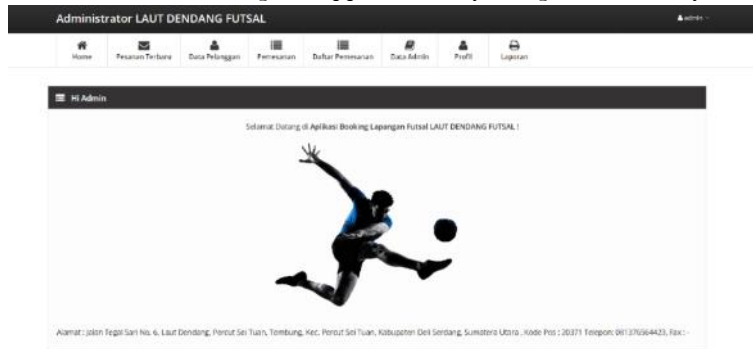 Administrator LAUT DENDANG FUTSAL
admin
Home Pesanan Terbaru Data Pelanggan Pemesanan Daftar Pemesanan Data Admin Profil Laporan
Hi Admin
Selamat Datang di Aplikasi Booking Lapangan Futsal LAUT DENDANG FUTSAL !
Alamat : Jalan Tegal Sari No. 6, Laut Dendang, Percut Sei Tuan, Tembung, Kec. Percut Sei Tuan, Kabupaten Deli Serdang, Sumatera Utara , Kode Pos : 20371 Telepon: 081376564423, Fax : -